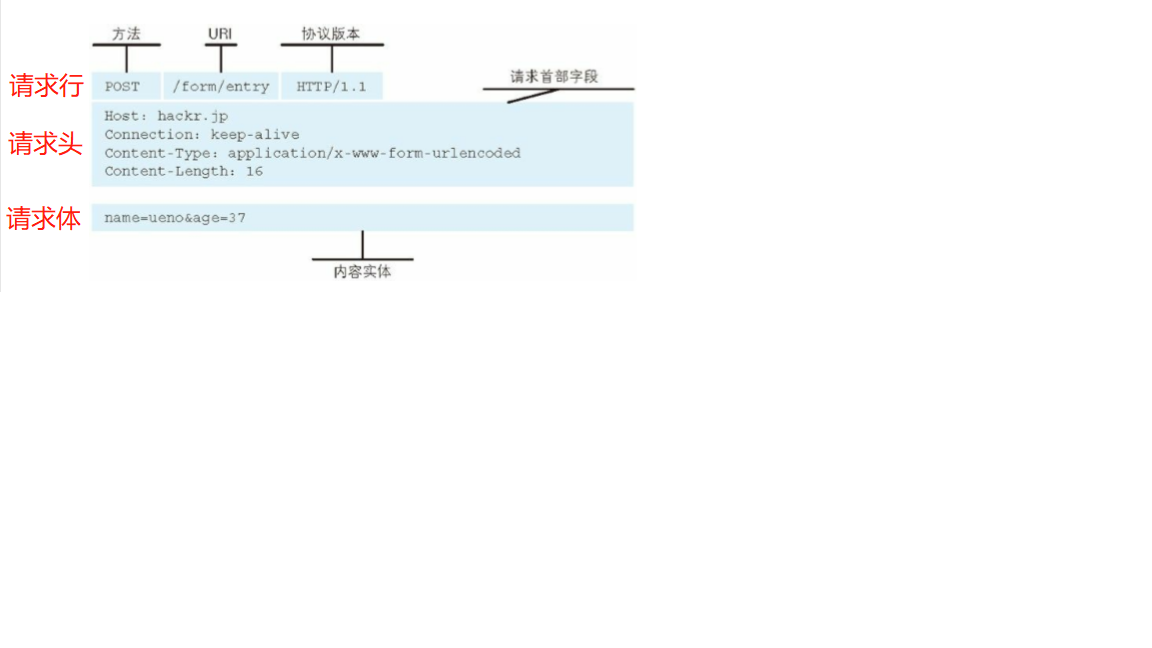 方法 URI 协议版本
请求首部字段
请求行 POST /form/entry HTTP/1.1
Host: hackr.jp
Connection: keep-alive
请求头
Content-Type: application/x-www-form-urlencoded
Content-Length: 16
请求体 name=ueno&age=37
内容实体